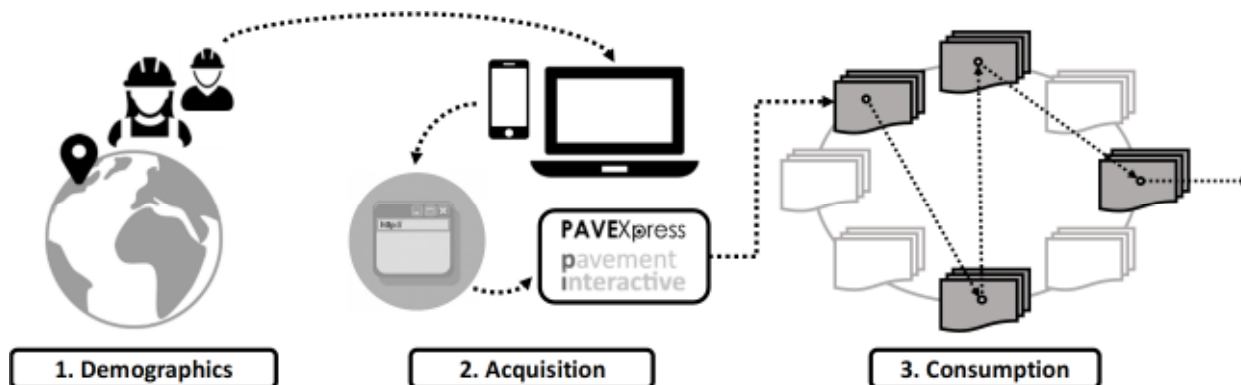 http://
PAVEXpress
pavement
interactive
1. Demographics
2. Acquisition
3. Consumption